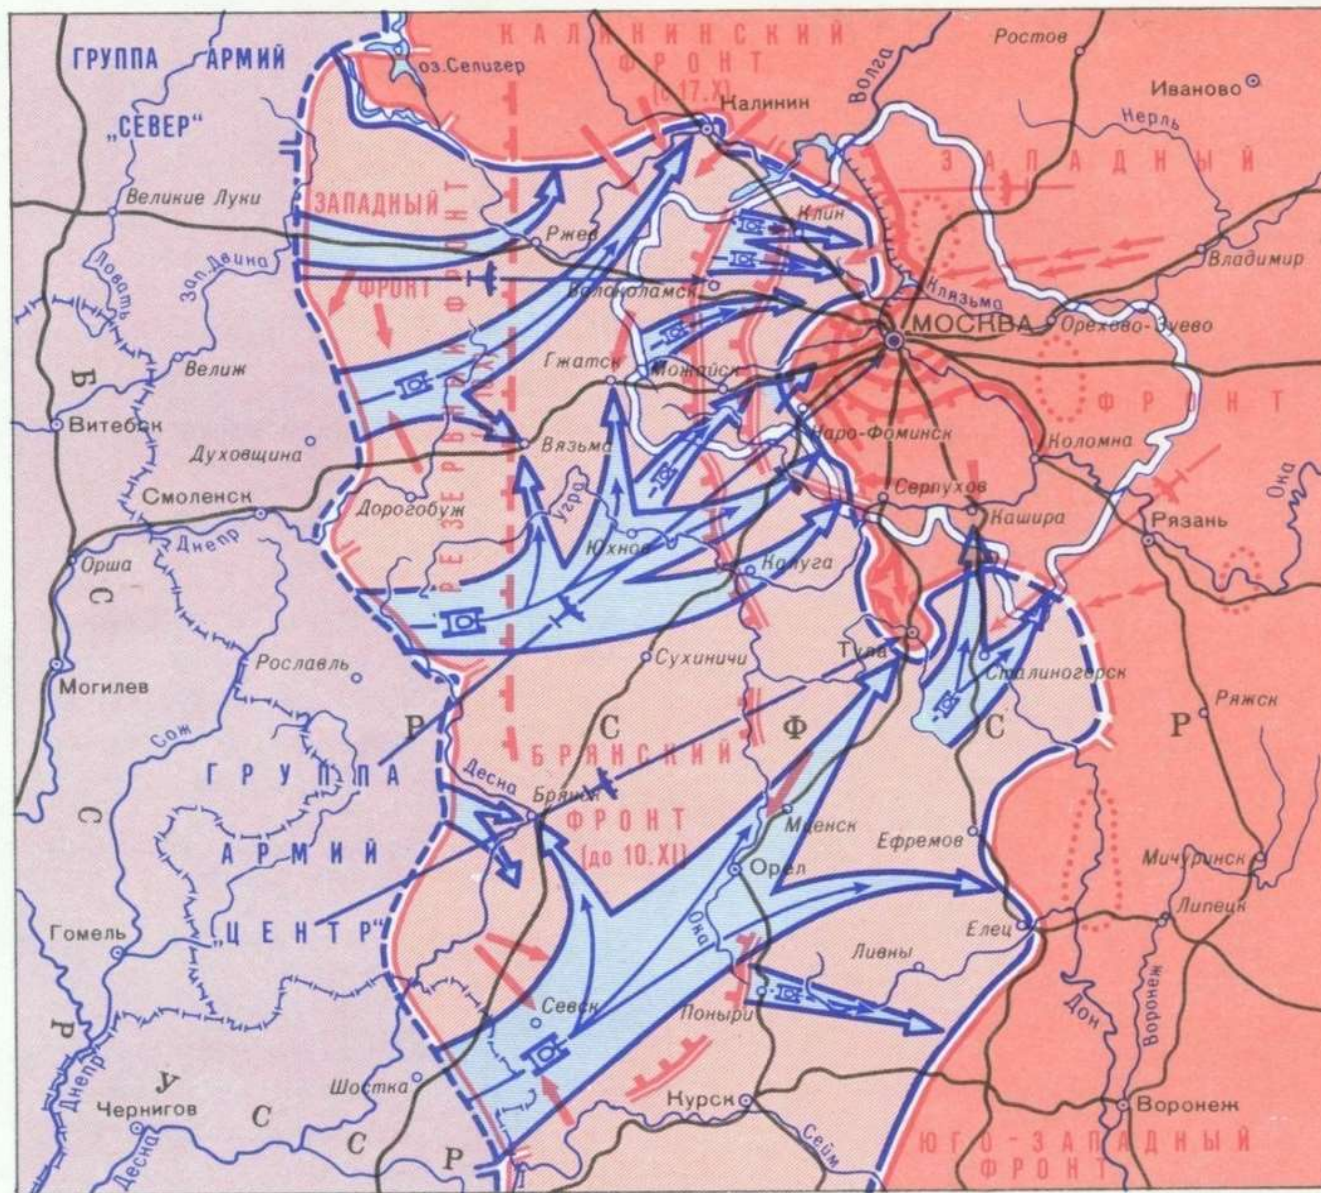 КАЛИНИНСКИЙ
ФРОНТ
(с 17.X)
ГРУППА АРМИЙ
„СЕВЕР“
оз.Селигер
Калинин
Волга
Ростов
Иваново
Нерль
ЗАПАДНЫЙ
ФРОНТ
Великие Луки
ЗАПАДНЫЙ
ФРОНТ
РЕЗЕРВНЫЙ ФРОНТ
Ржев
Клин
Ловать
Зап.Двина
Волоколамск
Владимир
Клязьма
МОСКВА
Орехово-Зуево
Велиж
Гжатск
Можайск
Витебск
Духовщина
Вязьма
Наро-Фоминск
Коломна
Ока
Смоленск
Дорогобуж
Угра
Серпухов
Кашира
Днепр
Юхнов
Рязань
Орша
Калуга
Рославль
Сухиничи
Тула
Сталиногорск
Могилев
Ряжск
Р С Ф С Р
Сож
БРЯНСКИЙ
ФРОНТ
(до 10.XI)
Десна
Брянск
ГРУППА
АРМИЙ
„ЦЕНТР“
Мценск
Ефремов
Мичуринск
Орел
Ока
Липецк
Гомель
Елец
Ливны
Севск
Поныри
Дон
Воронеж
Днепр
Шостка
Чернигов
Курск
Воронеж
Десна
Сейм
ЮГО-ЗАПАДНЫЙ
ФРОНТ
Б С С Р
У С С Р